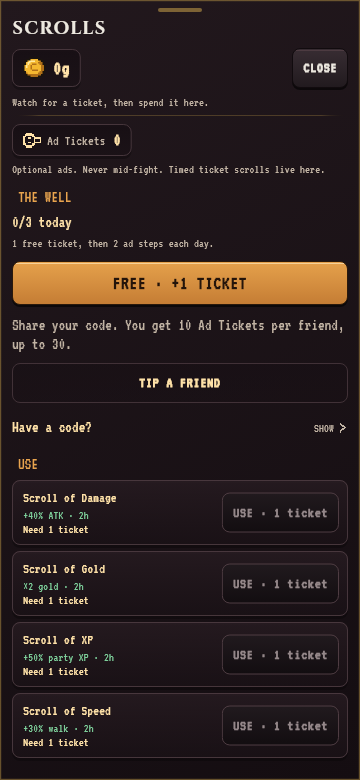 SCROLLS
0g
CLOSE
Watch for a ticket, then spend it here.
Ad Tickets 0
Optional ads. Never mid-fight. Timed ticket scrolls live here.
THE WELL
0/3 today
1 free ticket, then 2 ad steps each day.
FREE · +1 TICKET
Share your code. You get 10 Ad Tickets per friend,
up to 30.
TIP A FRIEND
Have a code?
SHOW >
USE
Scroll of Damage
+40% ATK · 2h
Need 1 ticket
USE · 1 ticket
Scroll of Gold
x2 gold · 2h
Need 1 ticket
USE · 1 ticket
Scroll of XP
+50% party XP · 2h
Need 1 ticket
USE · 1 ticket
Scroll of Speed
+30% walk · 2h
Need 1 ticket
USE · 1 ticket